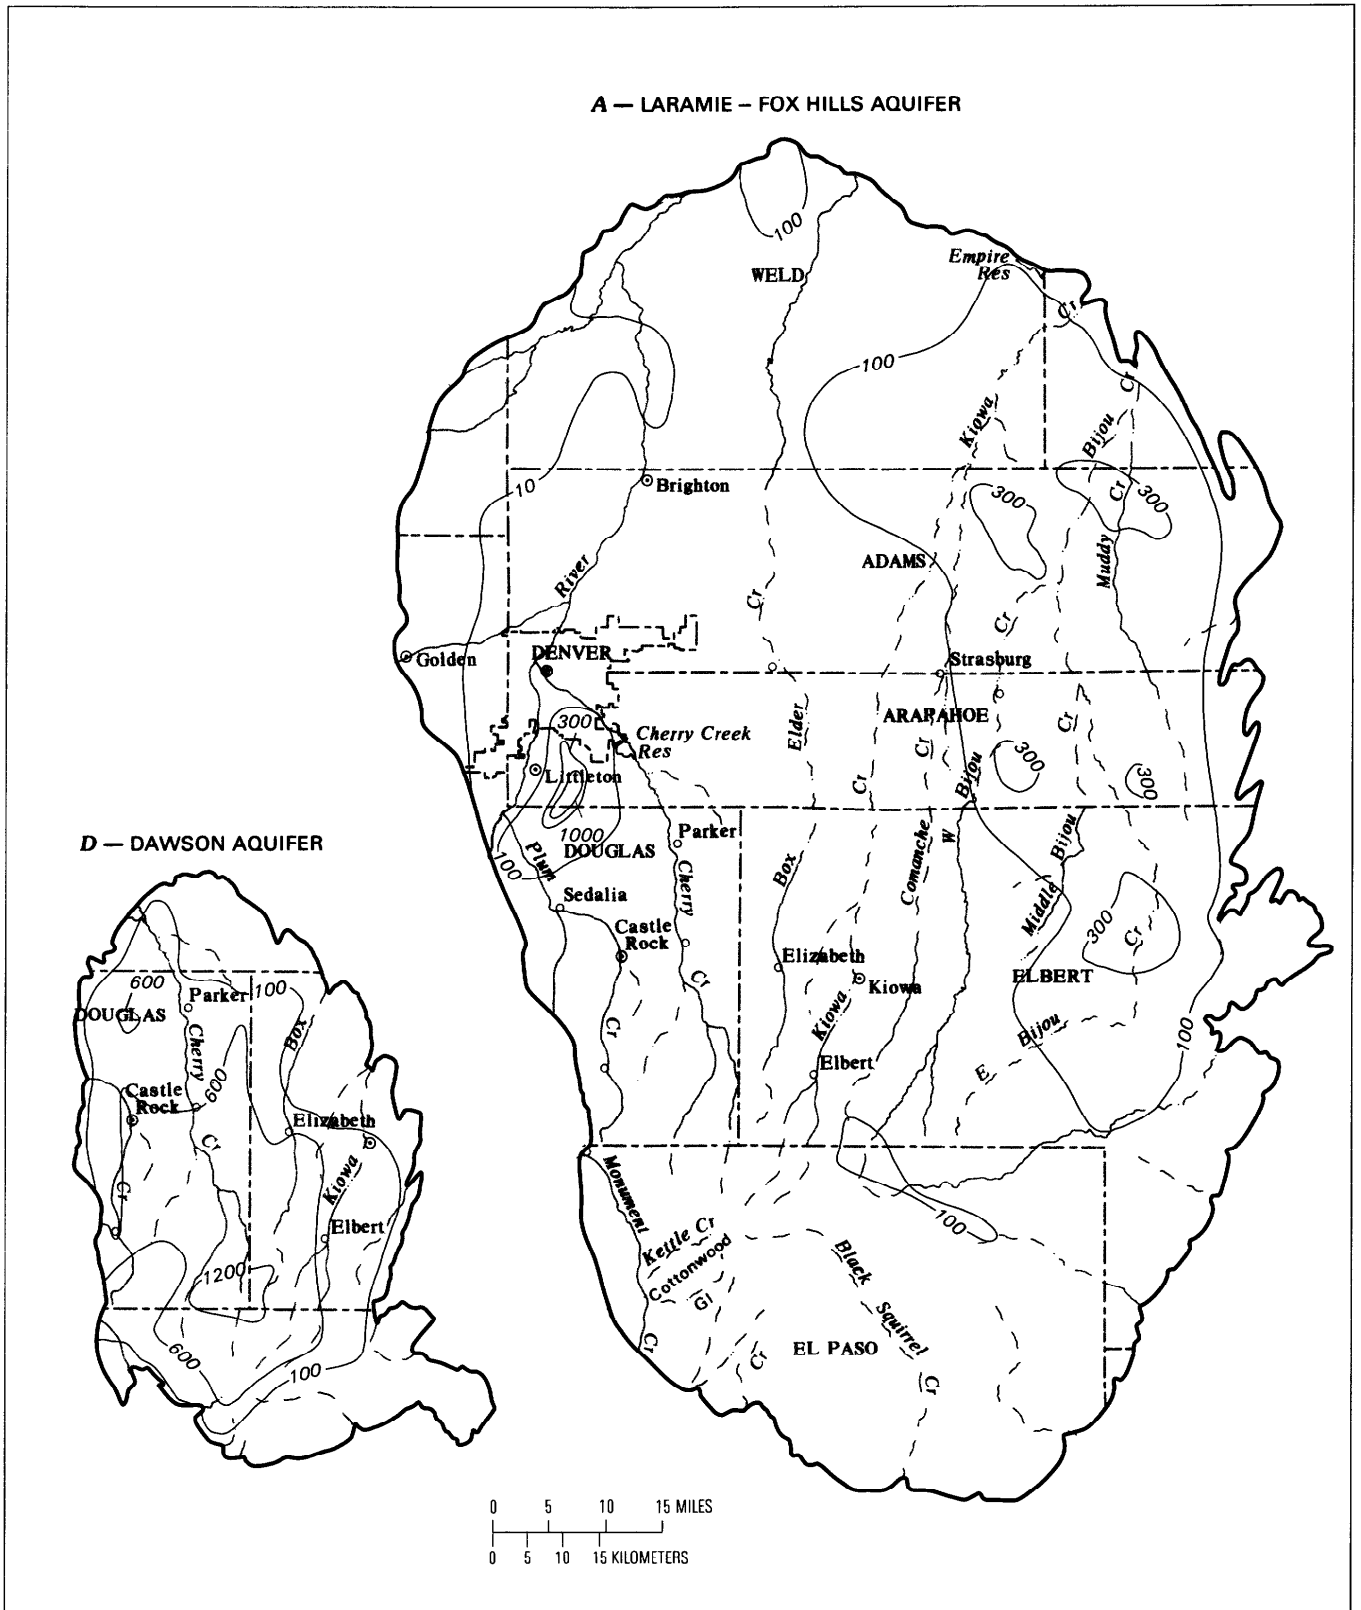 A — LARAMIE – FOX HILLS AQUIFER
100
WELD
Empire
Res
Cr
100
Cr
Kiowa
Bijou
10
Brighton
300
Cr
300
River
ADAMS
Muddy
Cr
Cr
Golden
DENVER
Strasburg
300
Cherry Creek
Res
Elder
ARAPAHOE
Cr
Cr
Littleton
Cr
Bijou
300
300
1000
Parker
DOUGLAS
100
Plum
Box
Comanche
W
Bijou
Sedalia
Cherry
Middle
Castle
Rock
300
Cr
Elizabeth
ELBERT
Cr
Kiowa
Kiowa
Cr
Bijou
100
Elbert
E
Monument
Kettle Cr
100
Cottonwood
Black
Gl
Squirrel
Cr
Cr
EL PASO
Cr
D — DAWSON AQUIFER
600
Parker
100
DOUGLAS
Cherry
Box
600
Castle
Rock
Elizabeth
Cr
Cr
Kiowa
Elbert
1200
600
100
0 5 10 15 MILES
0 5 10 15 KILOMETERS